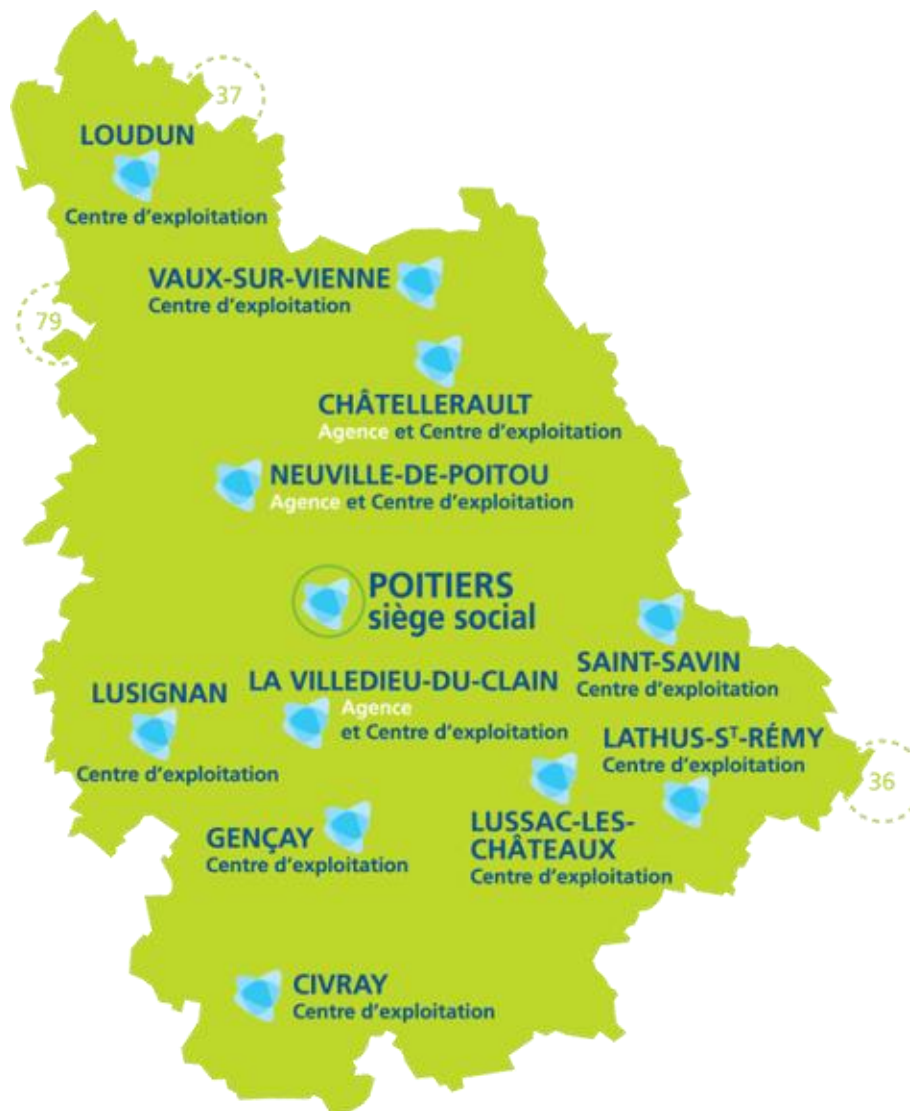 37
LOUDUN
Centre d'exploitation
VAUX-SUR-VIENNE
Centre d'exploitation
79
CHÂTELLERAULT
Agence et Centre d'exploitation
NEUVILLE-DE-POITOU
Agence et Centre d'exploitation
POITIERS
siège social
SAINT-SAVIN
Centre d'exploitation
LA VILLEDIEU-DU-CLAIN
Agence
et Centre d'exploitation
LUSIGNAN
Centre d'exploitation
LATHUS-Sᵀ-RÉMY
Centre d'exploitation
36
LUSSAC-LES-
CHÂTEAUX
Centre d'exploitation
GENÇAY
Centre d'exploitation
CIVRAY
Centre d'exploitation